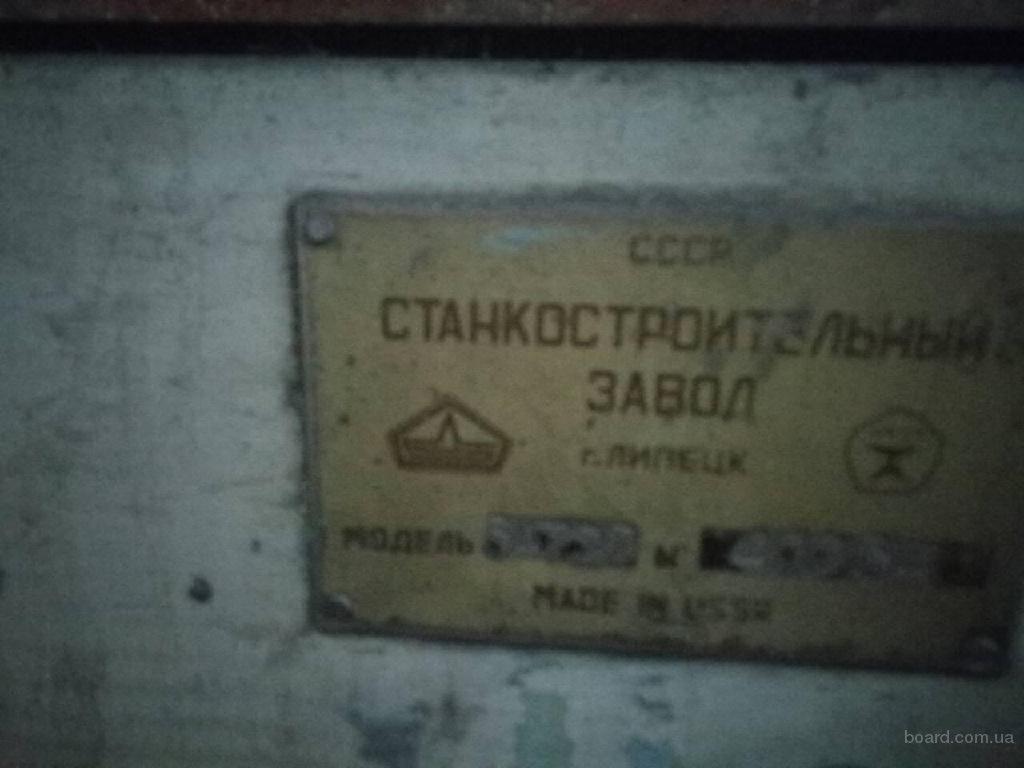 СССР
СТАНКОСТРОИТЕЛЬНЫЙ
ЗАВОД
г.ЛИПЕЦК
МОДЕЛЬ №
MADE IN USSR
board.com.ua